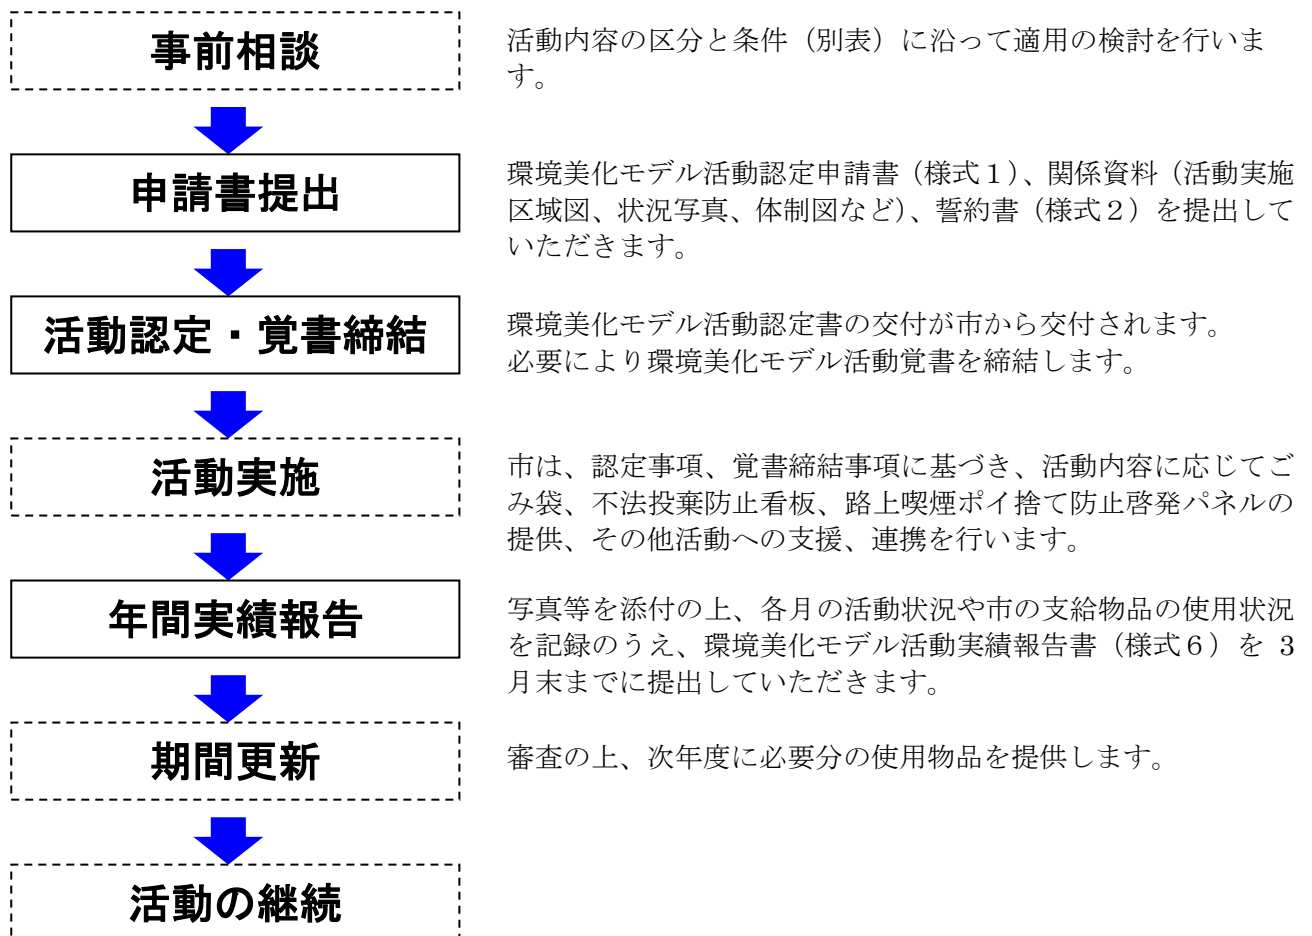 事前相談
活動内容の区分と条件（別表）に沿って適用の検討を行いま
す。
申請書提出
環境美化モデル活動認定申請書（様式１）、関係資料（活動実施
区域図、状況写真、体制図など）、誓約書（様式２）を提出して
いただきます。
活動認定・覚書締結
環境美化モデル活動認定書の交付が市から交付されます。
必要により環境美化モデル活動覚書を締結します。
活動実施
市は、認定事項、覚書締結事項に基づき、活動内容に応じてご
み袋、不法投棄防止看板、路上喫煙ポイ捨て防止啓発パネルの
提供、その他活動への支援、連携を行います。
年間実績報告
写真等を添付の上、各月の活動状況や市の支給物品の使用状況
を記録のうえ、環境美化モデル活動実績報告書（様式６）を 3
月末までに提出していただきます。
期間更新
審査の上、次年度に必要分の使用物品を提供します。
活動の継続